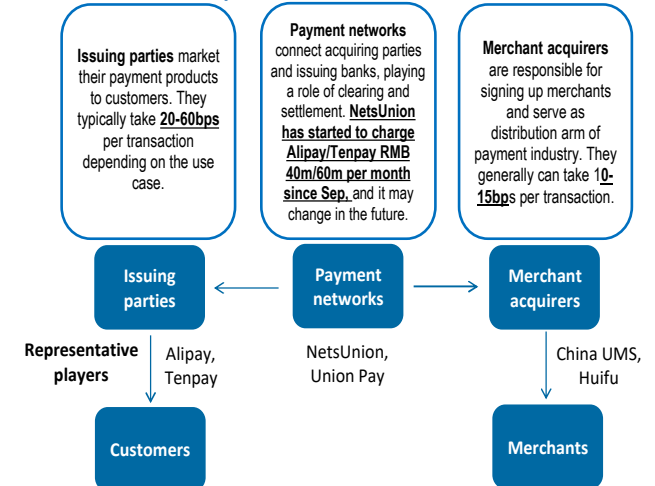 Issuing parties market
their payment products
to customers. They
typically take 20-60bps
per transaction
depending on the use
case.
Payment networks
connect acquiring parties
and issuing banks, playing
a role of clearing and
settlement. NetsUnion
has started to charge
Alipay/Tenpay RMB
40m/60m per month
since Sep, and it may
change in the future.
Merchant acquirers
are responsible for
signing up merchants
and serve as
distribution arm of
payment industry. They
generally can take 10-
15bps per transaction.
Issuing
parties
Payment
networks
Merchant
acquirers
Representative
players
Alipay,
Tenpay
NetsUnion,
Union Pay
China UMS,
Huifu
Customers
Merchants